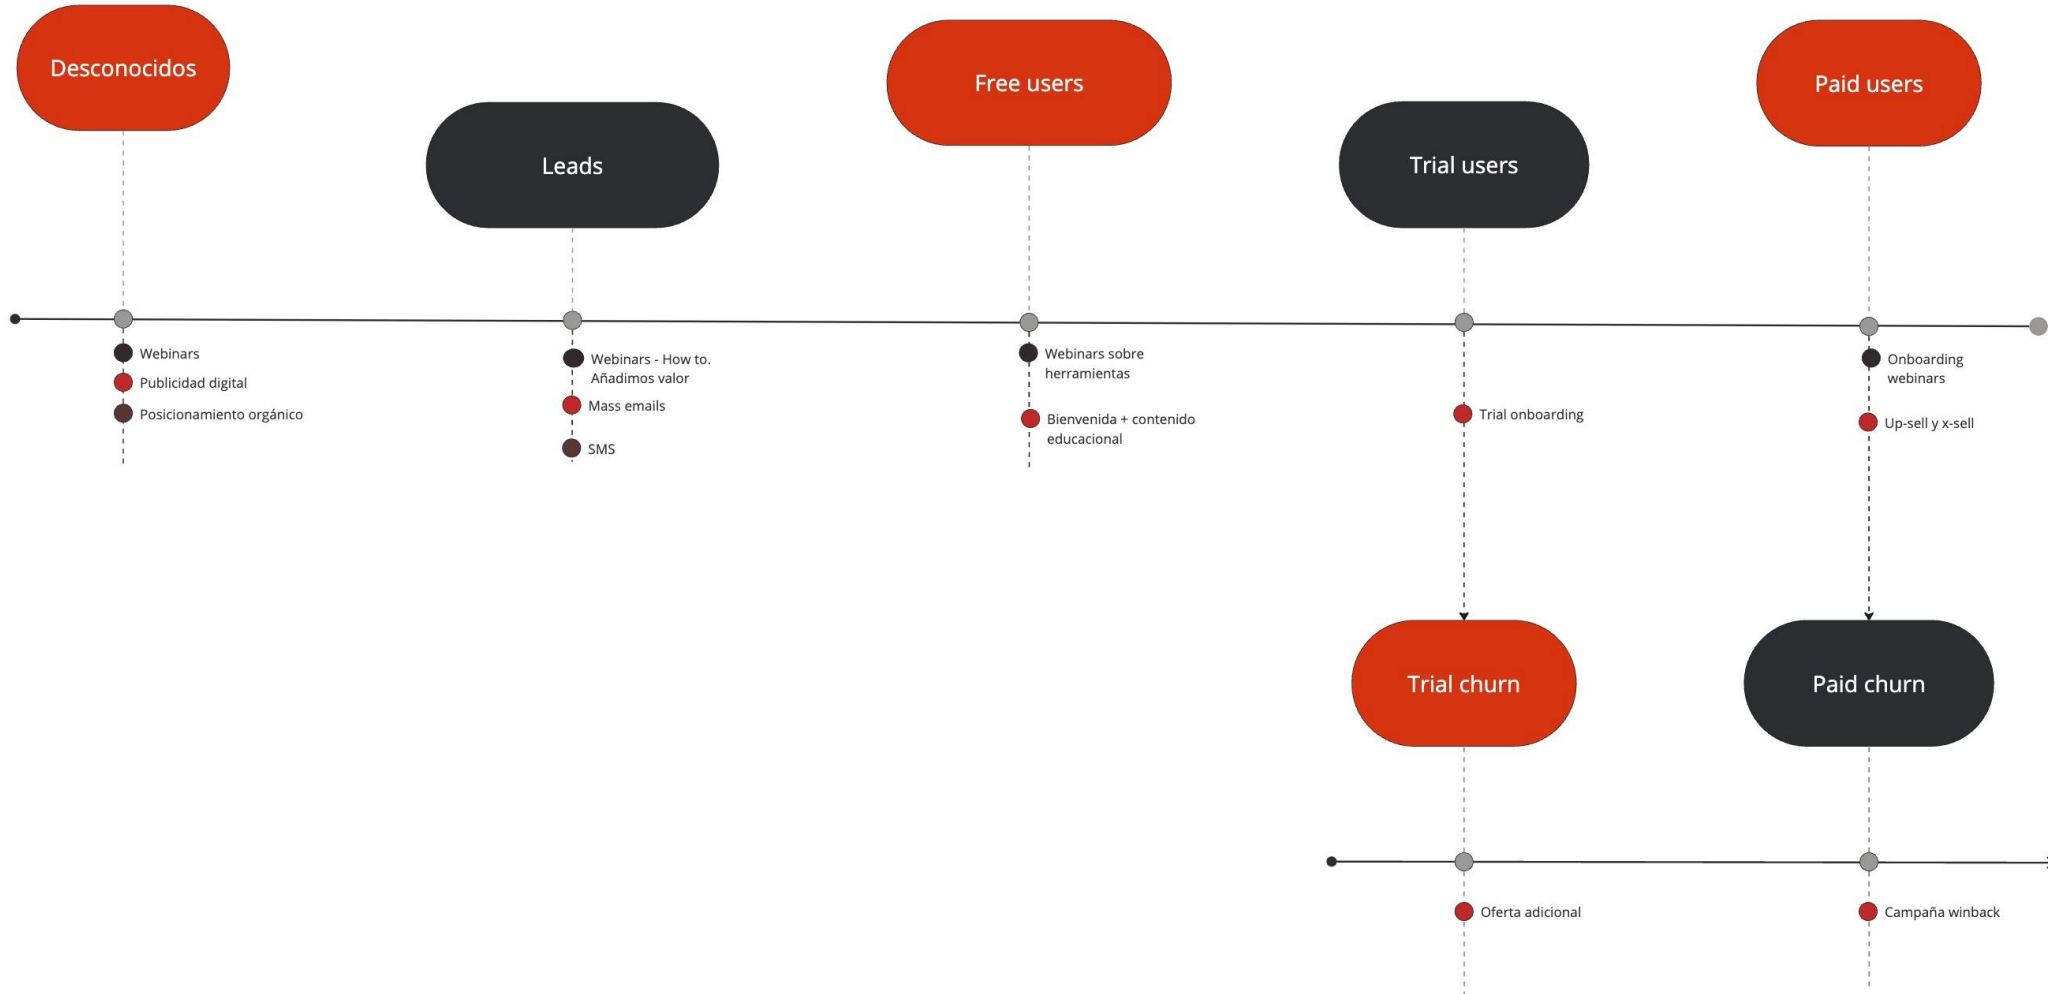 Desconocidos
Leads
Free users
Trial users
Paid users
Webinars
Publicidad digital
Posicionamiento orgánico
Webinars - How to.
Añadimos valor
Mass emails
SMS
Webinars sobre
herramientas
Bienvenida + contenido
educacional
Trial onboarding
Onboarding
webinars
Up-sell y x-sell
Trial churn
Paid churn
Oferta adicional
Campaña winback